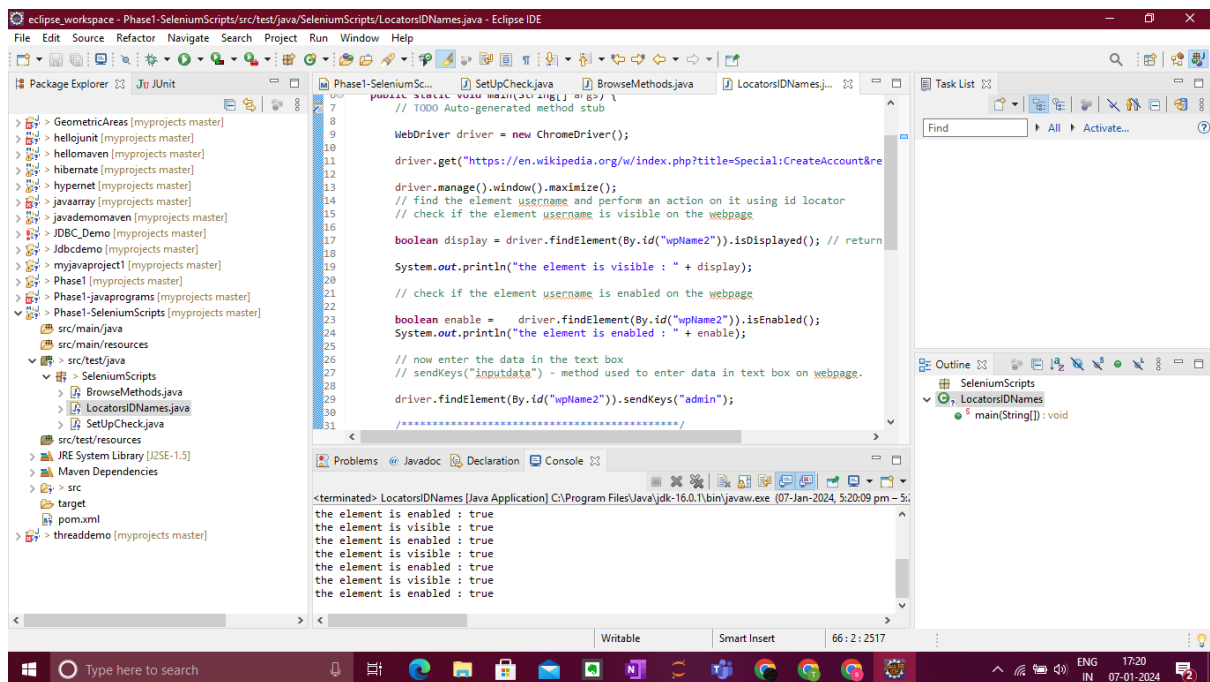 eclipse_workspace - Phase1-SeleniumScripts/src/test/java/SeleniumScripts/LocatorsIDNames.java - Eclipse IDE
File Edit Source Refactor Navigate Search Project Run Window Help
Package Explorer JUnit
> GeometricAreas [myprojects master]
> hellojunit [myprojects master]
> hellomaven [myprojects master]
> hibernate [myprojects master]
> hypernet [myprojects master]
> javaarray [myprojects master]
> javademomaven [myprojects master]
> JDBC_Demo [myprojects master]
> Jdbcdemo [myprojects master]
> myjavaproject1 [myprojects master]
> Phase1 [myprojects master]
> Phase1-javaprograms [myprojects master]
> Phase1-SeleniumScripts [myprojects master]
src/main/java
src/main/resources
> src/test/java
> SeleniumScripts
BrowseMethods.java
LocatorsIDNames.java
SetUpCheck.java
src/test/resources
JRE System Library [J2SE-1.5]
Maven Dependencies
> src
target
pom.xml
> threaddemo [myprojects master]
Phase1-SeleniumSc... SetUpCheck.java BrowseMethods.java LocatorsIDNames.j...
public static void main(String[] args) {
7 // TODO Auto-generated method stub
8
9 WebDriver driver = new ChromeDriver();
10
11 driver.get("https://en.wikipedia.org/w/index.php?title=Special:CreateAccount&re
12
13 driver.manage().window().maximize();
14 // find the element username and perform an action on it using id locator
15 // check if the element username is visible on the webpage
16
17 boolean display = driver.findElement(By.id("wpName2")).isDisplayed(); // return
18
19 System.out.println("the element is visible : " + display);
20
21 // check if the element username is enabled on the webpage
22
23 boolean enable = driver.findElement(By.id("wpName2")).isEnabled();
24 System.out.println("the element is enabled : " + enable);
25
26 // now enter the data in the text box
27 // sendKeys("inputdata") - method used to enter data in text box on webpage.
28
29 driver.findElement(By.id("wpName2")).sendKeys("admin");
30
31 /********************************************/
Problems @ Javadoc Declaration Console
<terminated> LocatorsIDNames [Java Application] C:\Program Files\Java\jdk-16.0.1\bin\javaw.exe (07-Jan-2024, 5:20:09 pm – 5:
the element is enabled : true
the element is visible : true
the element is enabled : true
the element is visible : true
the element is enabled : true
the element is visible : true
the element is enabled : true
Task List
Find All Activate...
Outline
SeleniumScripts
LocatorsIDNames
main(String[]) : void
Writable Smart Insert 66 : 2 : 2517
Type here to search
ENG
IN
17:20
07-01-2024
2